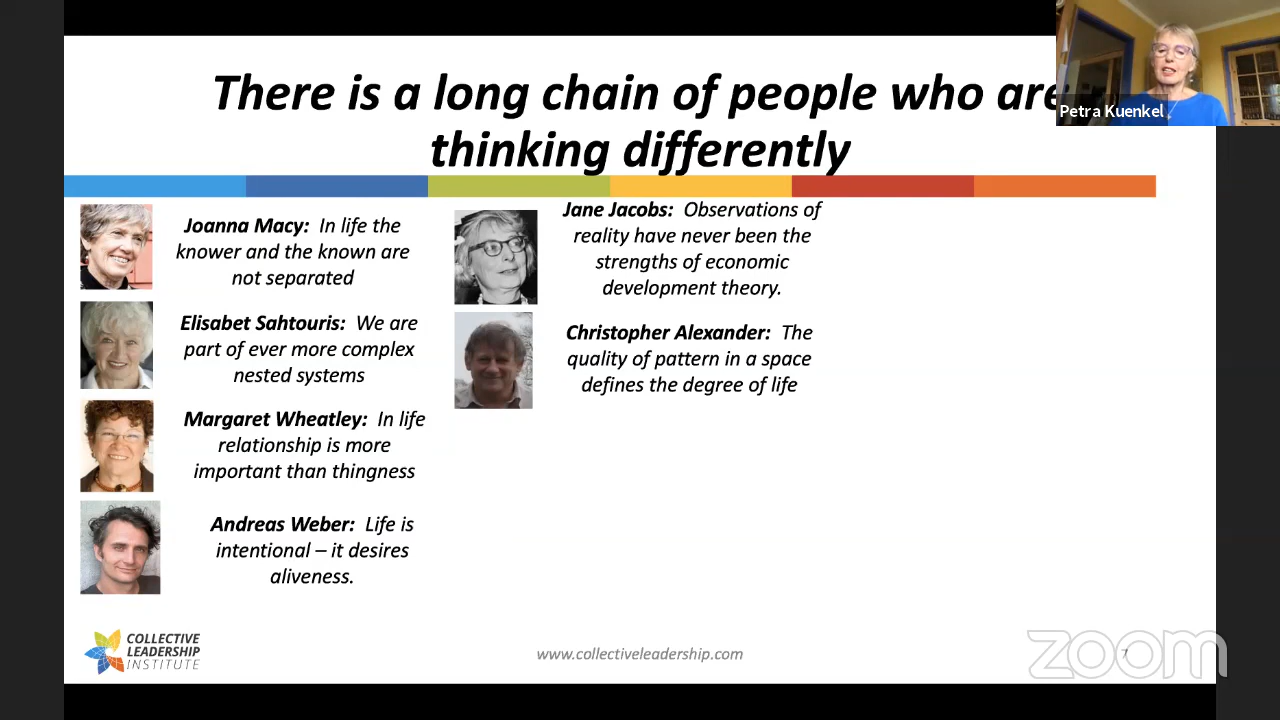 There is a long chain of people who are
thinking differently
Petra Kuenkel
Joanna Macy: In life the
knower and the known are
not separated
Elisabet Sahtouris: We are
part of ever more complex
nested systems
Margaret Wheatley: In life
relationship is more
important than thingness
Andreas Weber: Life is
intentional – it desires
aliveness.
Jane Jacobs: Observations of
reality have never been the
strengths of economic
development theory.
Christopher Alexander: The
quality of pattern in a space
defines the degree of life
COLLECTIVE
LEADERSHIP
INSTITUTE
www.collectiveleadership.com
7
zoom